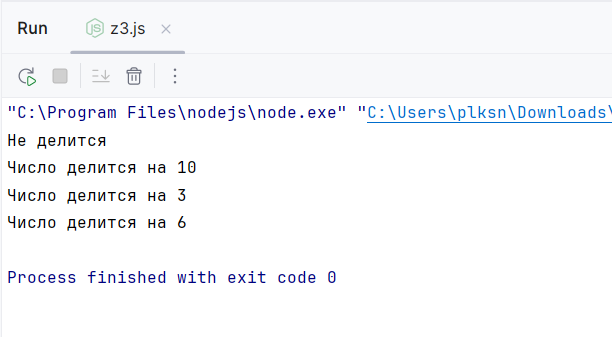 Run z3.js
"C:\Program Files\nodejs\node.exe" "C:\Users\plksn\Downloads\
Не делится
Число делится на 10
Число делится на 3
Число делится на 6
Process finished with exit code 0